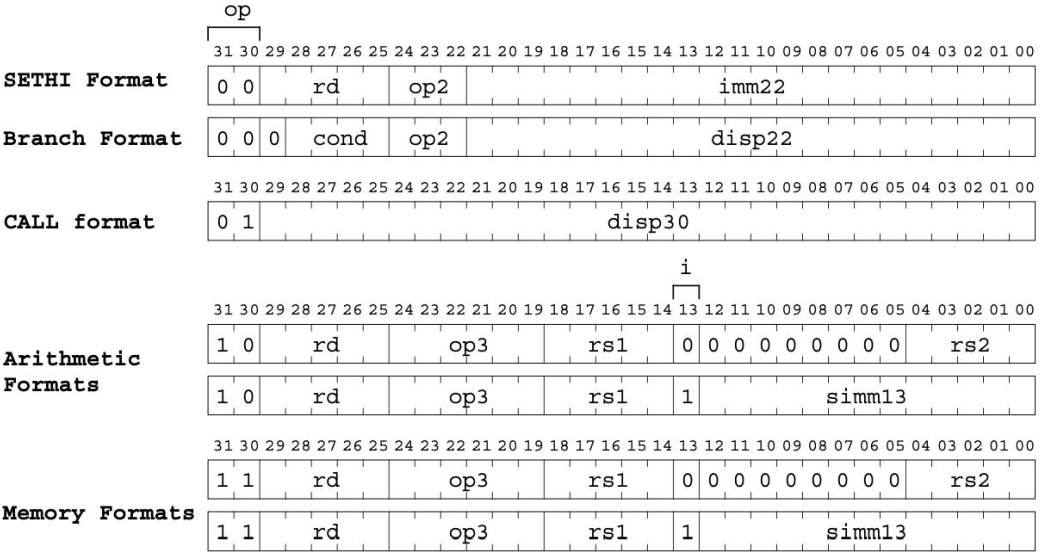 op
31 30 29 28 27 26 25 24 23 22 21 20 19 18 17 16 15 14 13 12 11 10 09 08 07 06 05 04 03 02 01 00
SETHI Format 0 0 rd op2 imm22
Branch Format 0 0 0 cond op2 disp22
31 30 29 28 27 26 25 24 23 22 21 20 19 18 17 16 15 14 13 12 11 10 09 08 07 06 05 04 03 02 01 00
CALL format 0 1 disp30
i
31 30 29 28 27 26 25 24 23 22 21 20 19 18 17 16 15 14 13 12 11 10 09 08 07 06 05 04 03 02 01 00
1 0 rd op3 rs1 0 0 0 0 0 0 0 0 0 rs2
Arithmetic
Formats
1 0 rd op3 rs1 1 simm13
31 30 29 28 27 26 25 24 23 22 21 20 19 18 17 16 15 14 13 12 11 10 09 08 07 06 05 04 03 02 01 00
1 1 rd op3 rs1 0 0 0 0 0 0 0 0 0 rs2
Memory Formats
1 1 rd op3 rs1 1 simm13